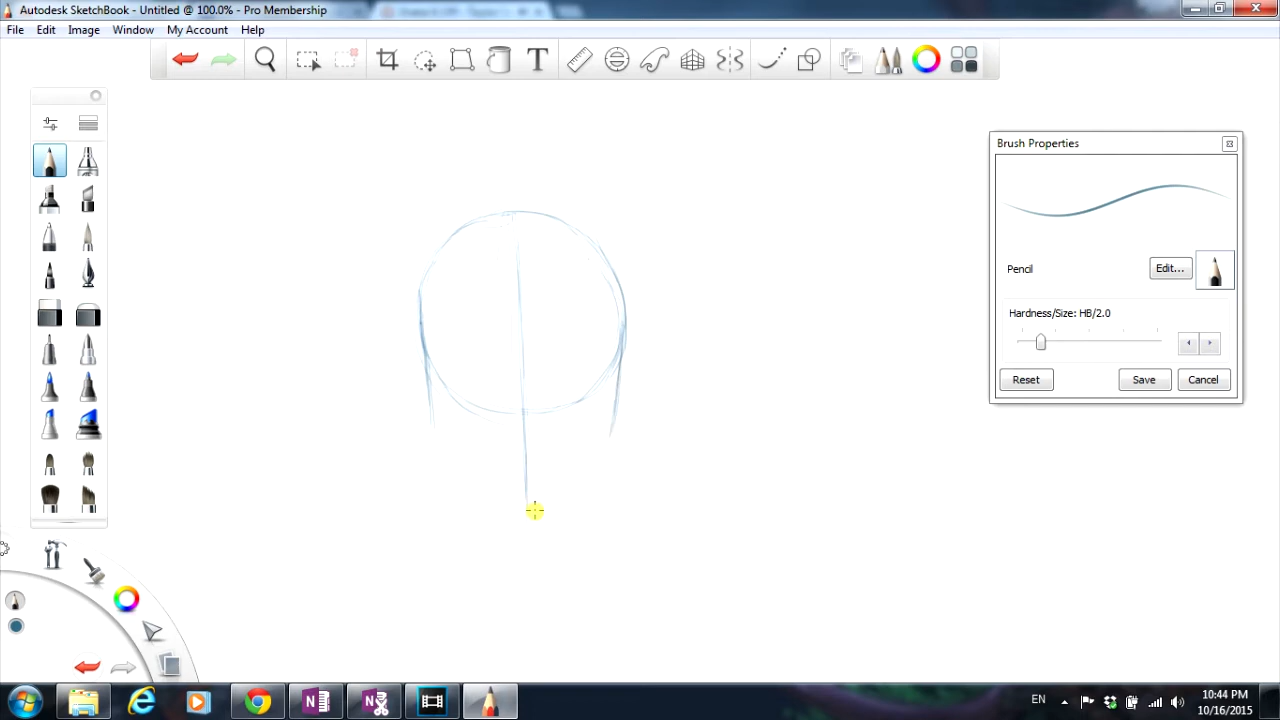 Autodesk SketchBook - Untitled @ 100.0% - Pro Membership
File Edit Image Window My Account Help
T
Brush Properties
Pencil
Edit...
Hardness/Size: HB/2.0
Reset Save Cancel
EN
10:44 PM
10/16/2015